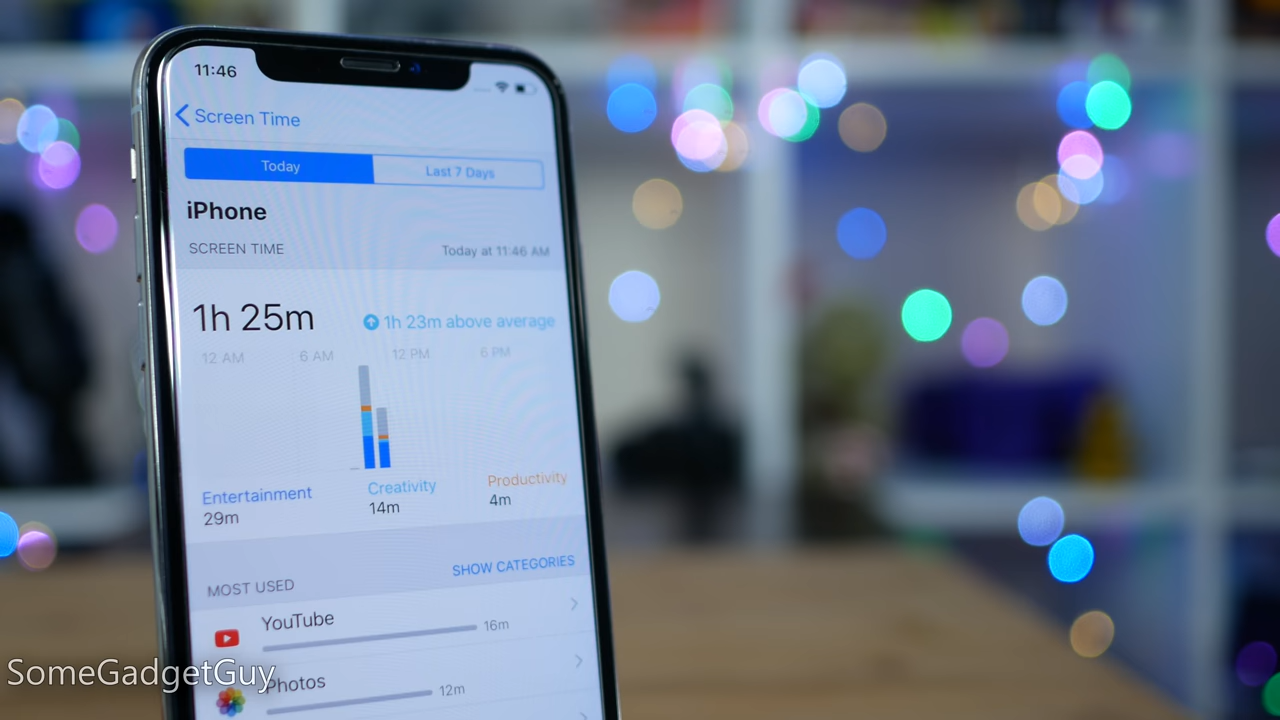 11:46
Screen Time
Today Last 7 Days
iPhone
SCREEN TIME Today at 11:46 AM
1h 25m 1h 23m above average
12 AM 6 AM 12 PM 6 PM
Entertainment Creativity Productivity
29m 14m 4m
MOST USED SHOW CATEGORIES
YouTube
16m
Photos
12m
SomeGadgetGuy